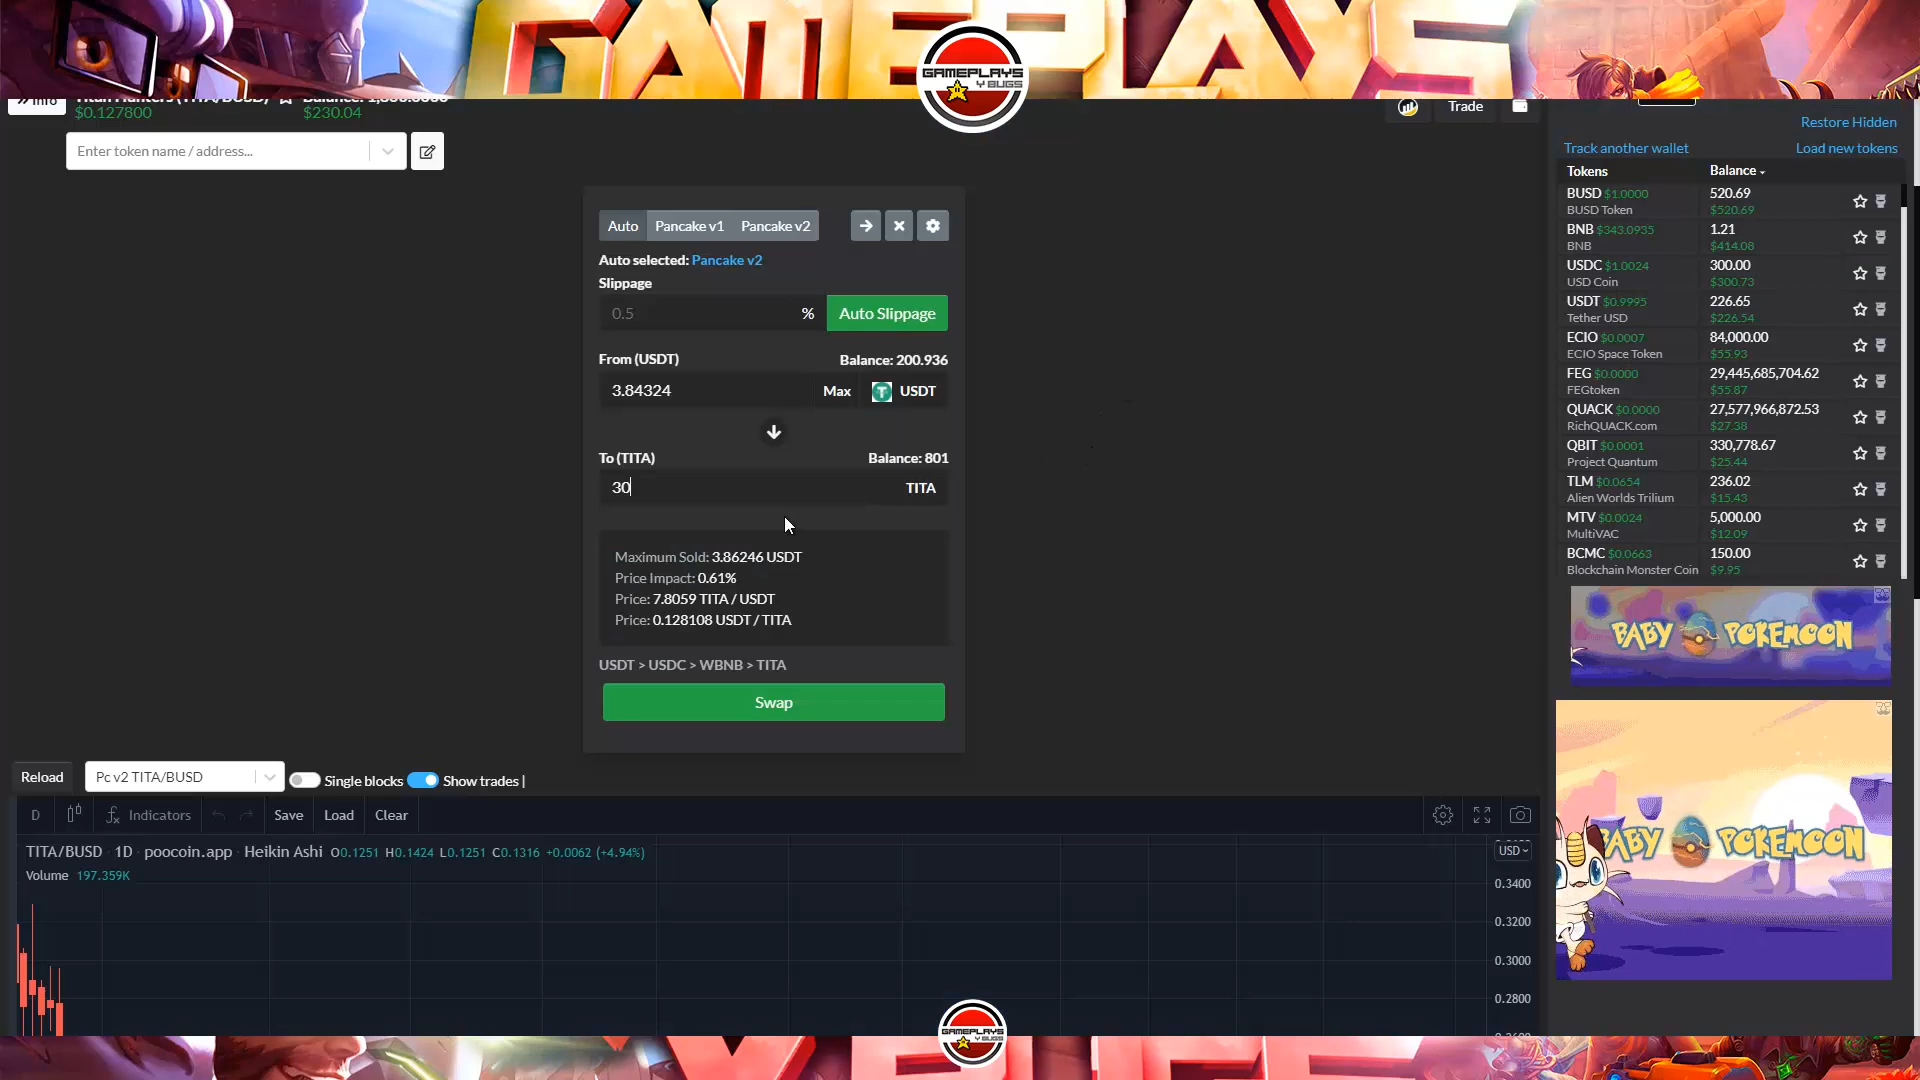 GAMEPLAYS
GAMEPLAYS
Y BUGS
Info
Titan Hunters (TITA/BUSD)
$0.127800
$230.04
Trade
Enter token name / address...
Restore Hidden
Track another wallet
Load new tokens
Tokens
Balance
BUSD $1.0000
520.69
BUSD Token
$520.69
BNB $343.0935
1.21
BNB
$414.08
USDC $1.0024
300.00
USD Coin
$300.73
USDT $0.9995
226.65
Tether USD
$226.54
ECIO $0.0007
84,000.00
ECIO Space Token
$55.93
FEG $0.0000
29,445,685,704.62
FEGtoken
$55.87
QUACK $0.0000
27,577,966,872.53
RichQUACK.com
$27.38
QBIT $0.0001
330,778.67
Project Quantum
$25.44
TLM $0.0654
236.02
Alien Worlds Trilium
$15.43
MTV $0.0024
5,000.00
MultiVAC
$12.09
BCMC $0.0663
150.00
Blockchain Monster Coin
$9.95
Auto
Pancake v1
Pancake v2
Auto selected: Pancake v2
Slippage
0.5
%
Auto Slippage
From (USDT)
Balance: 200.936
3.84324
Max
USDT
To (TITA)
Balance: 801
30
TITA
Maximum Sold: 3.86246 USDT
Price Impact: 0.61%
Price: 7.8059 TITA / USDT
Price: 0.128108 USDT / TITA
USDT > USDC > WBNB > TITA
Swap
BABY POKEMOON
BABY POKEMOON
Reload
Pc v2 TITA/BUSD
Single blocks
Show trades |
D
Indicators
Save
Load
Clear
TITA/BUSD · 1D · poocoin.app · Heikin Ashi O0.1251 H0.1424 L0.1251 C0.1316 +0.0062 (+4.94%)
Volume 197.359K
USD
0.3400
0.3200
0.3000
0.2800
GAMEPLAYS
Y BUGS